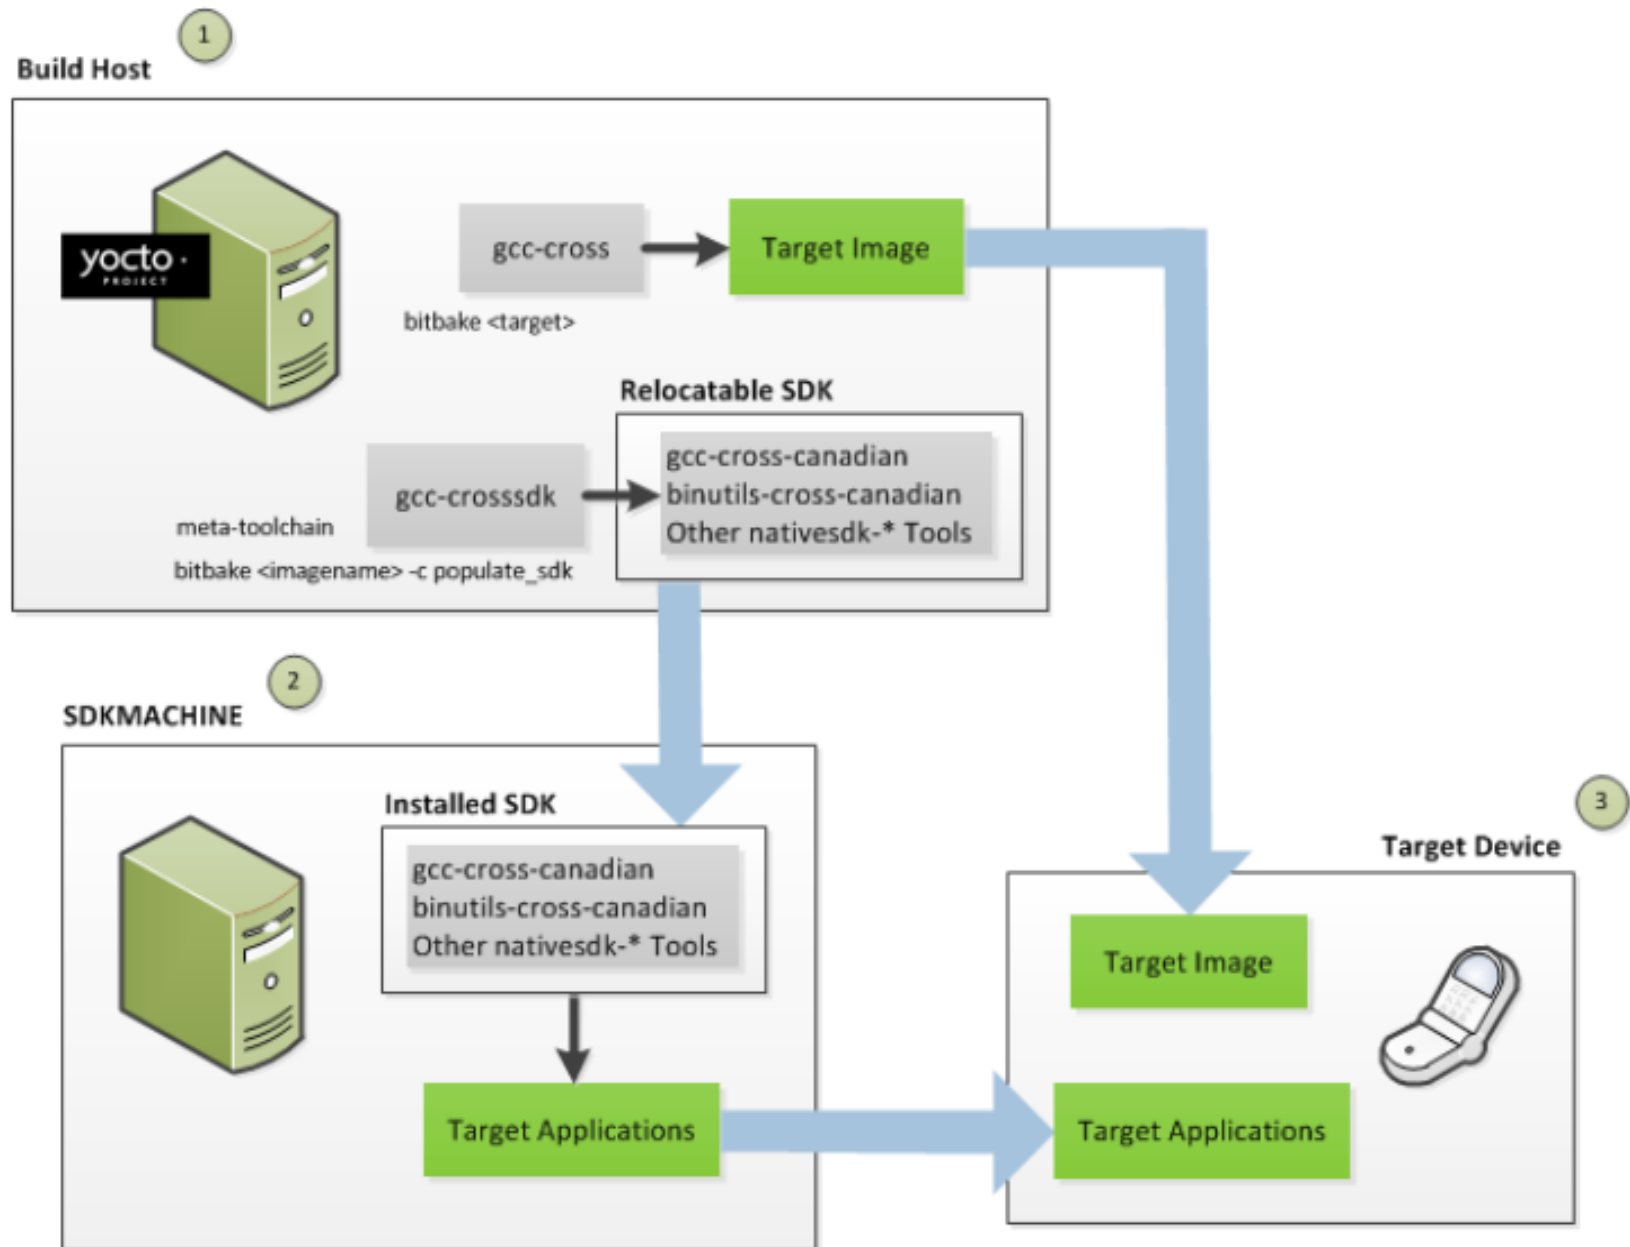 1
Build Host
yocto ·
PROJECT
gcc-cross
Target Image
bitbake <target>
Relocatable SDK
gcc-cross-canadian
binutils-cross-canadian
Other nativesdk-* Tools
gcc-crosssdk
meta-toolchain
bitbake <imagename> -c populate_sdk
2
SDKMACHINE
Installed SDK
gcc-cross-canadian
binutils-cross-canadian
Other nativesdk-* Tools
Target Applications
3
Target Device
Target Image
Target Applications